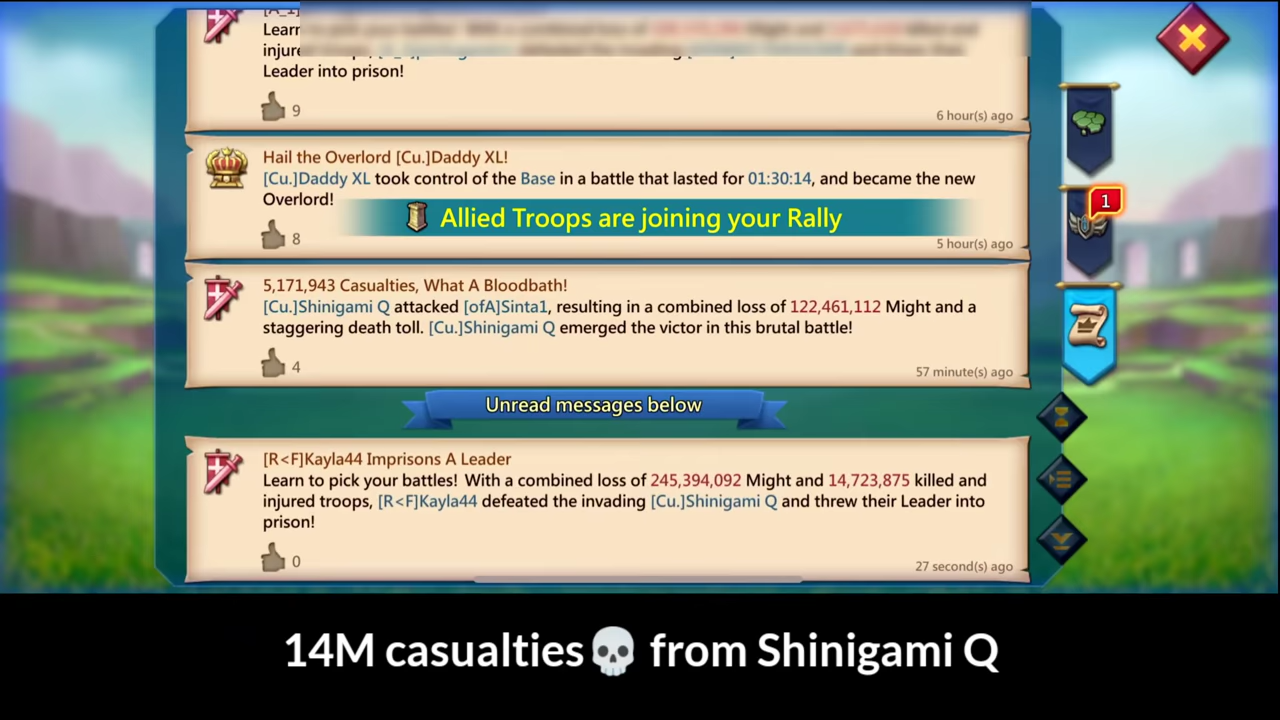 Learn
injure
Leader into prison!
9
6 hour(s) ago
Hail the Overlord [Cu.]Daddy XL!
[Cu.]Daddy XL took control of the Base in a battle that lasted for 01:30:14, and became the new
Overlord!
Allied Troops are joining your Rally
8
5 hour(s) ago
1
5,171,943 Casualties, What A Bloodbath!
[Cu.]Shinigami Q attacked [ofA]Sinta1, resulting in a combined loss of 122,461,112 Might and a
staggering death toll. [Cu.]Shinigami Q emerged the victor in this brutal battle!
4
57 minute(s) ago
Unread messages below
[R<F]Kayla44 Imprisons A Leader
Learn to pick your battles! With a combined loss of 245,394,092 Might and 14,723,875 killed and
injured troops, [R<F]Kayla44 defeated the invading [Cu.]Shinigami Q and threw their Leader into
prison!
0
27 second(s) ago
14M casualties💀 from Shinigami Q